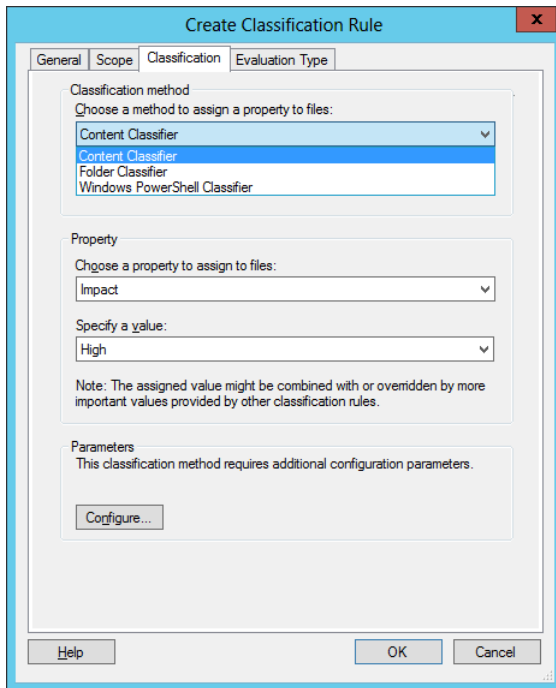 Create Classification Rule
x
General Scope Classification Evaluation Type
Classification method
Choose a method to assign a property to files:
Content Classifier
Content Classifier
Folder Classifier
Windows PowerShell Classifier
Property
Choose a property to assign to files:
Impact
Specify a value:
High
Note: The assigned value might be combined with or overridden by more
important values provided by other classification rules.
Parameters
This classification method requires additional configuration parameters.
Configure...
Help OK Cancel